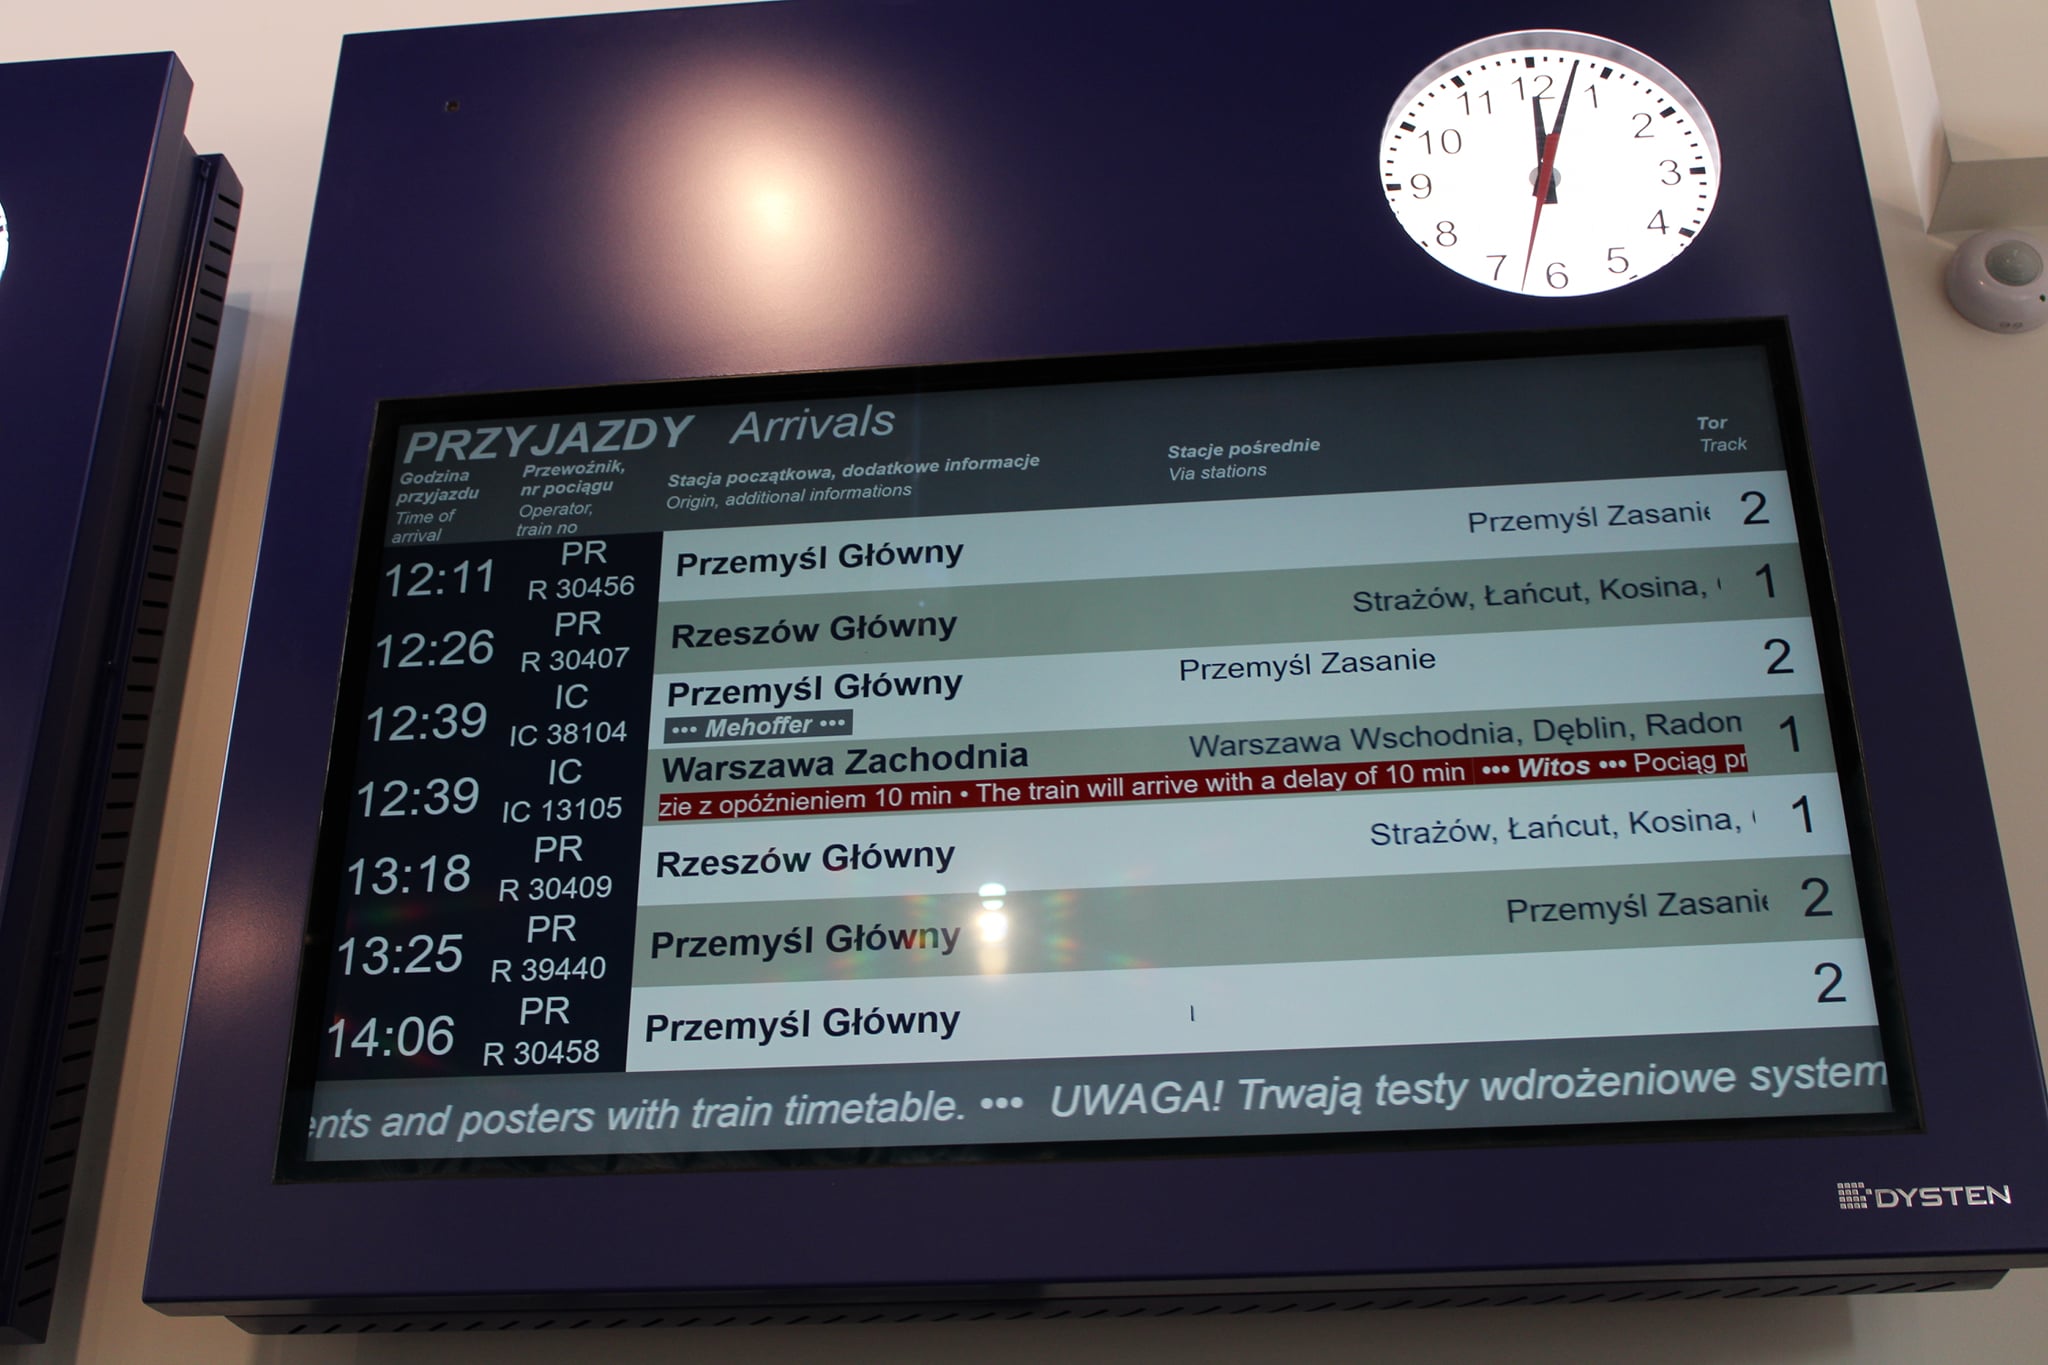 12
1
2
3
4
5
6
7
8
9
10
11
PRZYJAZDY Arrivals
Godzina przyjazdu
Time of arrival
Przewoźnik, nr pociągu
Operator, train no
Stacja początkowa, dodatkowe informacje
Origin, additional informations
Stacje pośrednie
Via stations
Tor
Track
12:11 PR R 30456 Przemyśl Główny Przemyśl Zasanie 2
12:26 PR R 30407 Rzeszów Główny Strażów, Łańcut, Kosina, 1
12:39 IC IC 38104 Przemyśl Główny Przemyśl Zasanie 2
••• Mehoffer •••
12:39 IC IC 13105 Warszawa Zachodnia Warszawa Wschodnia, Dęblin, Radom 1
zie z opóźnieniem 10 min • The train will arrive with a delay of 10 min ••• Witos ••• Pociąg pr
13:18 PR R 30409 Rzeszów Główny Strażów, Łańcut, Kosina, 1
13:25 PR R 39440 Przemyśl Główny Przemyśl Zasanie 2
14:06 PR R 30458 Przemyśl Główny 2
ents and posters with train timetable. ••• UWAGA! Trwają testy wdrożeniowe system
DYSTEN